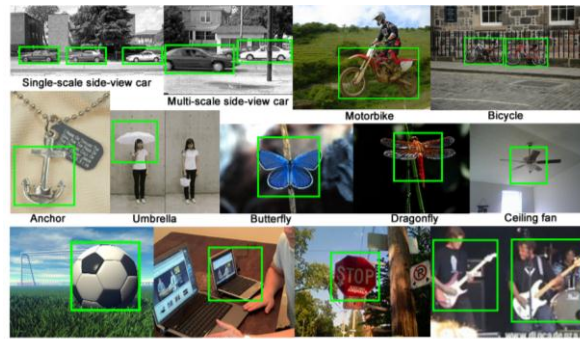 Single-scale side-view car
Multi-scale side-view car
Motorbike
Bicycle
Anchor
Umbrella
Butterfly
Dragonfly
Ceiling fan
STOP